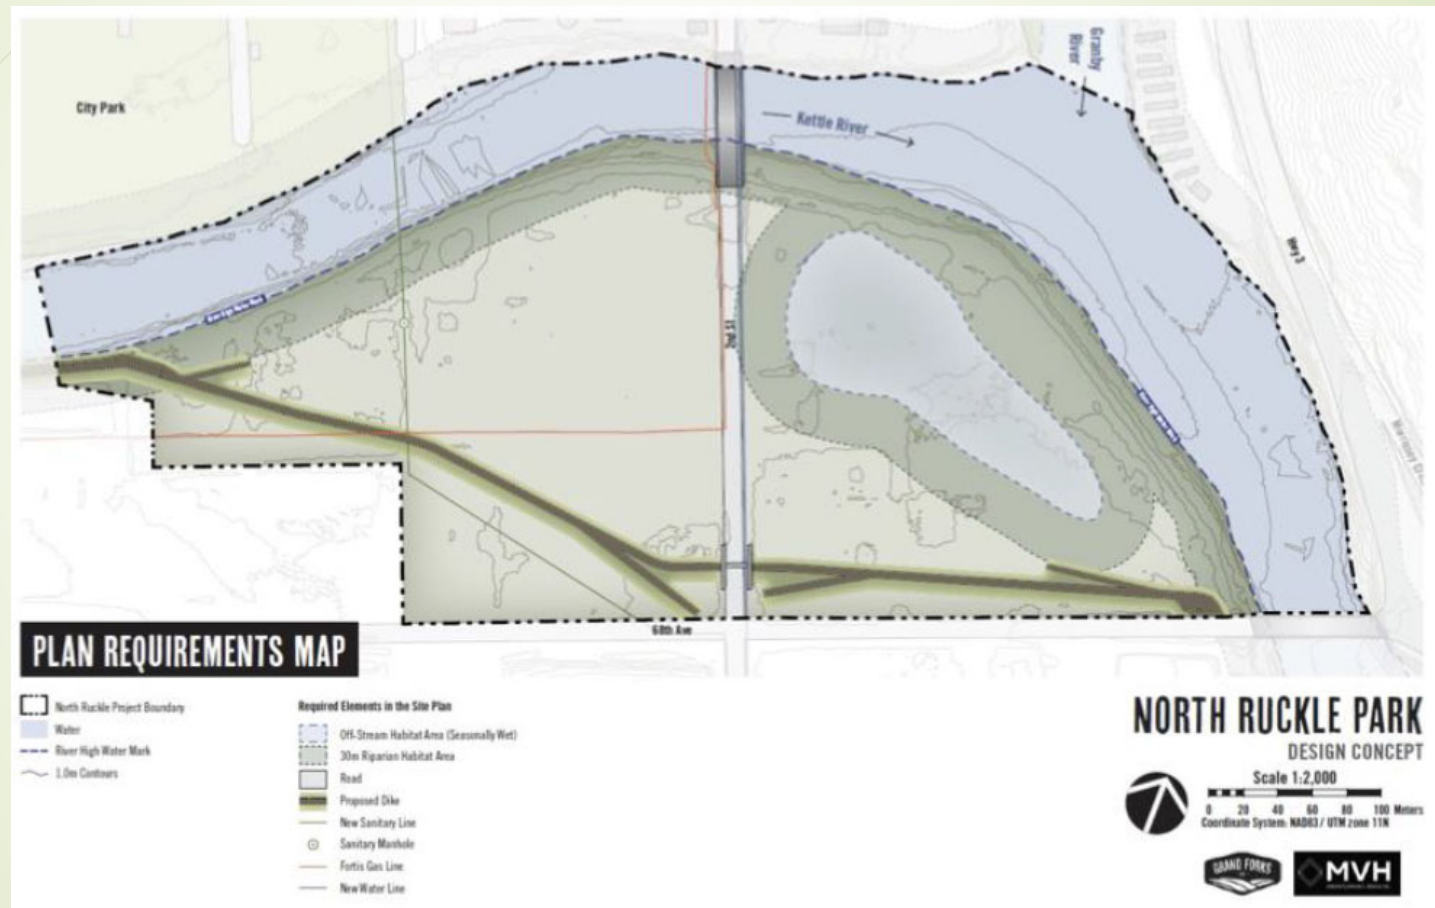 City Park
Granby
River
Kettle River
Hwy 3
2nd ST
68th Ave
PLAN REQUIREMENTS MAP
North Ruckle Project Boundary
Water
River High Water Mark
1.0m Contours
Required Elements in the Site Plan
Off-Stream Habitat Area (Seasonally Wet)
30m Riparian Habitat Area
Road
Proposed Dike
New Sanitary Line
Sanitary Manhole
Fortis Gas Line
New Water Line
NORTH RUCKLE PARK
DESIGN CONCEPT
Scale 1:2,000
0 20 40 60 80 100 Meters
Coordinate System: NAD83 / UTM zone 11N
GRAND FORKS
MVH